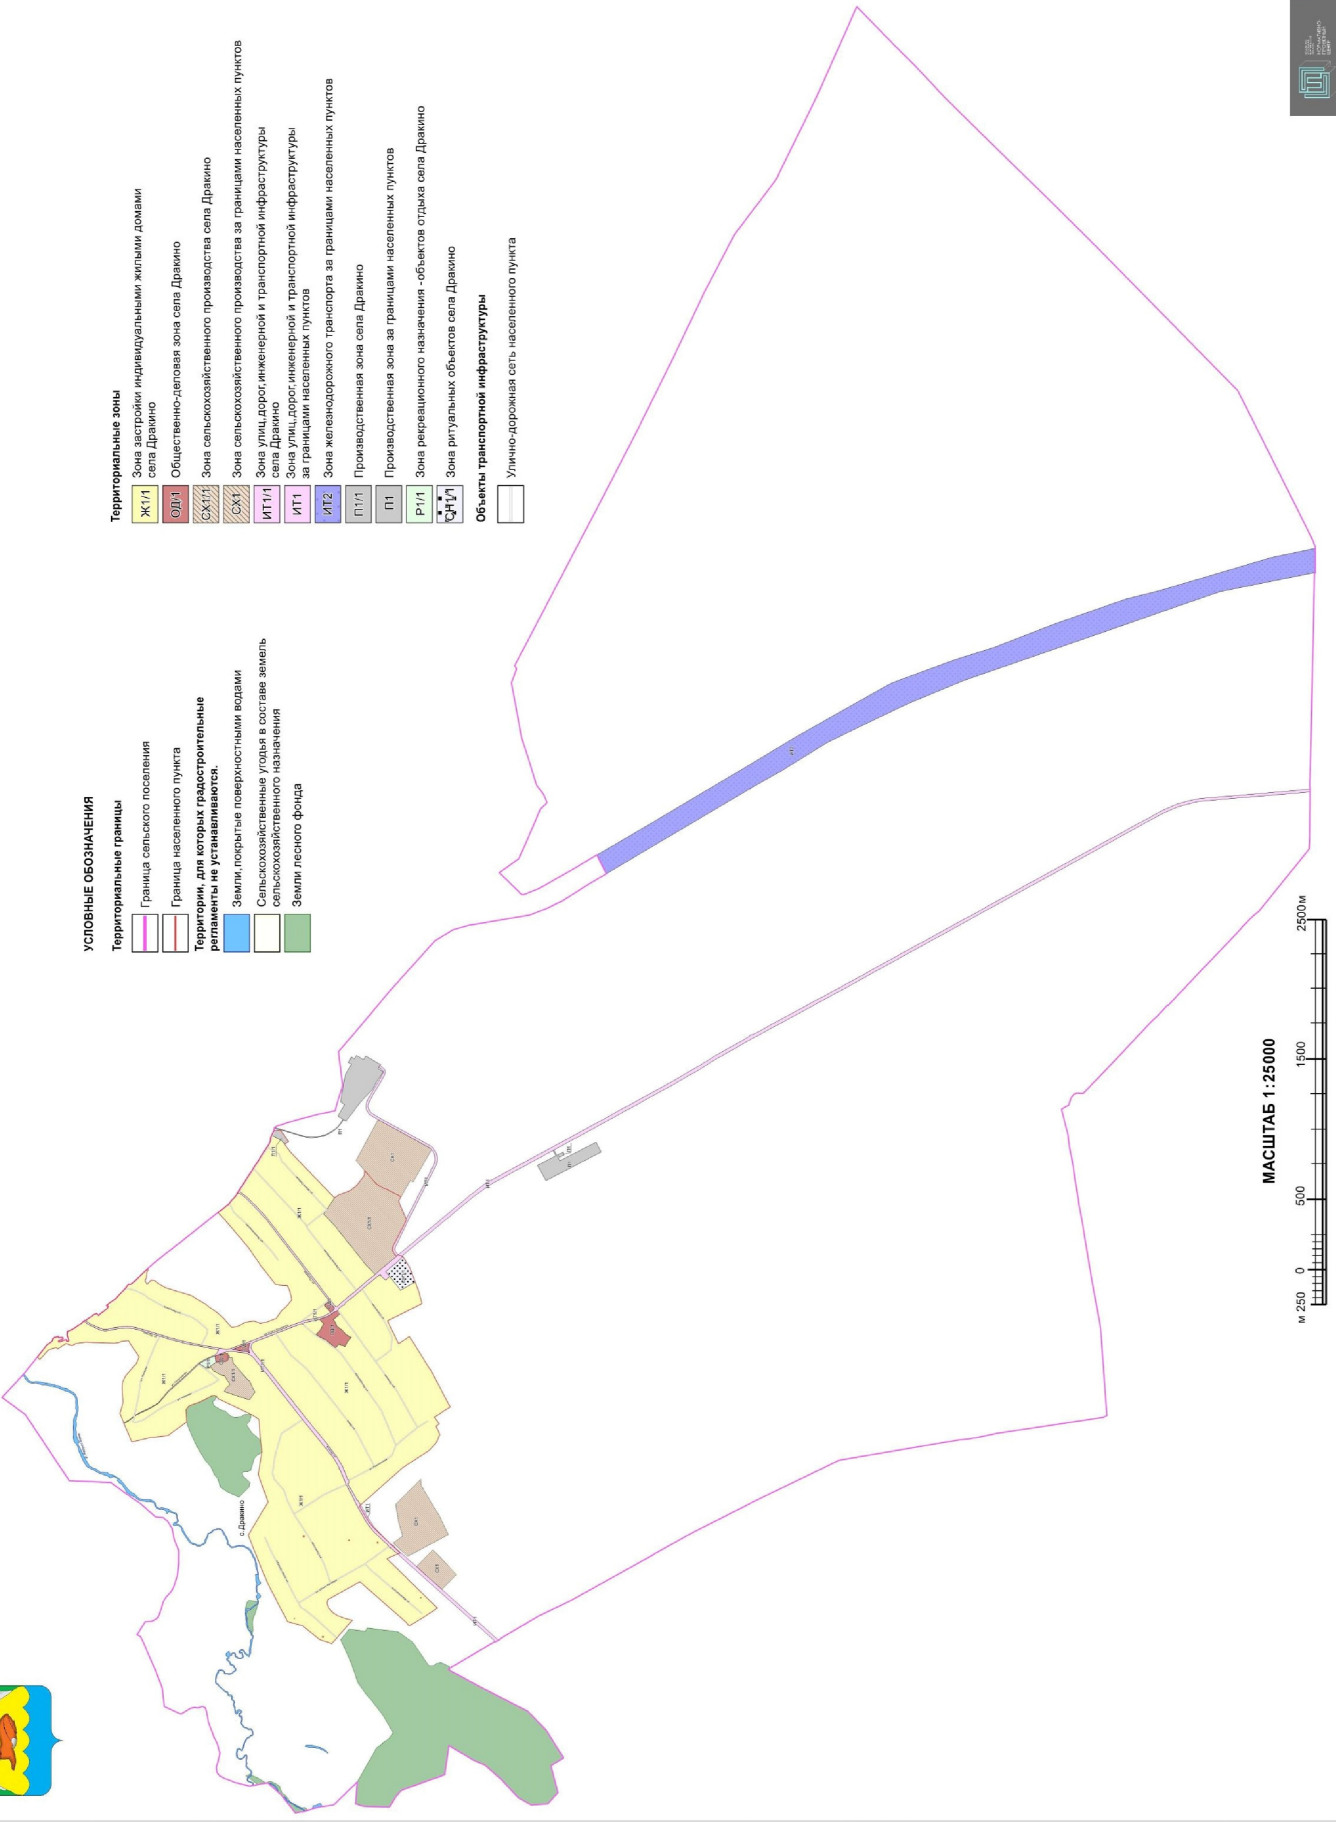 УСЛОВНЫЕ ОБОЗНАЧЕНИЯ
Территориальные границы
Граница сельского поселения
Граница населенного пункта
Территории, для которых градостроительные
регламенты не устанавливаются.
Земли, покрытые поверхностными водами
Сельскохозяйственные угодья в составе земель
сельскохозяйственного назначения
Земли лесного фонда
Территориальные зоны
Ж1/1 Зона застройки индивидуальными жилыми домами
села Дракино
ОД/1 Общественно-деловая зона села Дракино
СХ1/1 Зона сельскохозяйственного производства села Дракино
СХ1 Зона сельскохозяйственного производства за границами населенных пунктов
ИТ1/1 Зона улиц,дорог,инженерной и транспортной инфраструктуры
села Дракино
ИТ1 Зона улиц,дорог,инженерной и транспортной инфраструктуры
за границами населенных пунктов
ИТ2 Зона железнодорожного транспорта за границами населенных пунктов
П1/1 Производственная зона села Дракино
П1 Производственная зона за границами населенных пунктов
Р1/1 Зона рекреационного назначения -объектов отдыха села Дракино
СН1/1 Зона ритуальных объектов села Дракино
Объекты транспортной инфраструктуры
Улично-дорожная сеть населенного пункта
с. Дракино
МАСШТАБ 1:25000
м 250 0 500 1500 2500м